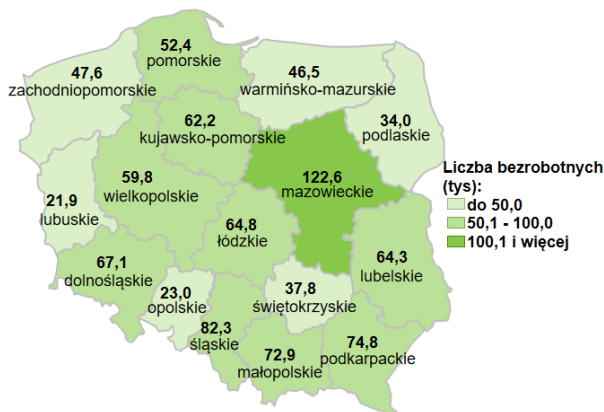 52,4
pomorskie
47,6
zachodniopomorskie
46,5
warmińsko-mazurskie
34,0
podlaskie
62,2
kujawsko-pomorskie
122,6
mazowieckie
59,8
wielkopolskie
21,9
lubuskie
64,8
łódzkie
67,1
dolnośląskie
64,3
lubelskie
23,0
opolskie
37,8
świętokrzyskie
82,3
śląskie
72,9
małopolskie
74,8
podkarpackie
Liczba bezrobotnych
(tys):
do 50,0
50,1 - 100,0
100,1 i więcej